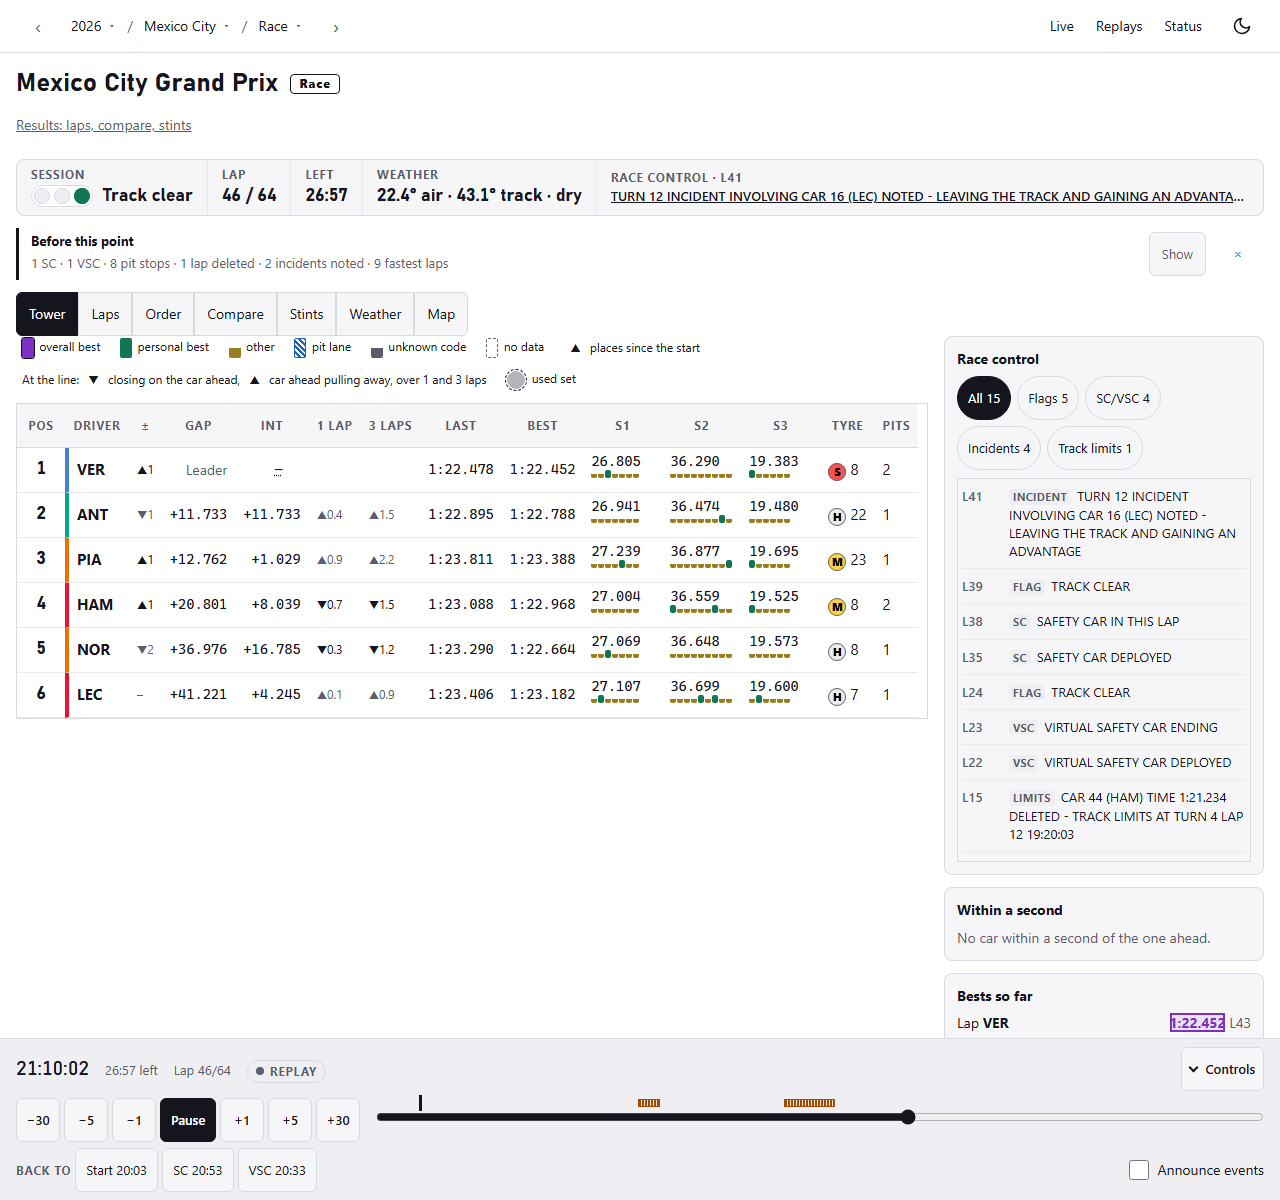 ‹ 2026 / Mexico City / Race ›
Live Replays Status
Mexico City Grand Prix Race
Results: laps, compare, stints
SESSION
Track clear
LAP
46 / 64
LEFT
26:57
WEATHER
22.4° air · 43.1° track · dry
RACE CONTROL · L41
TURN 12 INCIDENT INVOLVING CAR 16 (LEC) NOTED - LEAVING THE TRACK AND GAINING AN ADVANTA...
Before this point
1 SC · 1 VSC · 8 pit stops · 1 lap deleted · 2 incidents noted · 9 fastest laps
Show ×
Tower Laps Order Compare Stints Weather Map
overall best personal best other pit lane unknown code no data ▲ places since the start
At the line: ▼ closing on the car ahead, ▲ car ahead pulling away, over 1 and 3 laps used set
POS DRIVER ± GAP INT 1 LAP 3 LAPS LAST BEST S1 S2 S3 TYRE PITS
1 VER ▲1 Leader – 1:22.478 1:22.452 26.805 36.290 19.383 S 8 2
2 ANT ▼1 +11.733 +11.733 ▲0.4 ▲1.5 1:22.895 1:22.788 26.941 36.474 19.480 H 22 1
3 PIA ▲1 +12.762 +1.029 ▲0.9 ▲2.2 1:23.811 1:23.388 27.239 36.877 19.695 M 23 1
4 HAM ▲1 +20.801 +8.039 ▼0.7 ▼1.5 1:23.088 1:22.968 27.004 36.559 19.525 M 8 2
5 NOR ▼2 +36.976 +16.785 ▼0.3 ▼1.2 1:23.290 1:22.664 27.069 36.648 19.573 H 8 1
6 LEC – +41.221 +4.245 ▲0.1 ▲0.9 1:23.406 1:23.182 27.107 36.699 19.600 H 7 1
Race control
All 15 Flags 5 SC/VSC 4
Incidents 4 Track limits 1
L41 INCIDENT TURN 12 INCIDENT
INVOLVING CAR 16 (LEC) NOTED -
LEAVING THE TRACK AND GAINING AN
ADVANTAGE
L39 FLAG TRACK CLEAR
L38 SC SAFETY CAR IN THIS LAP
L35 SC SAFETY CAR DEPLOYED
L24 FLAG TRACK CLEAR
L23 VSC VIRTUAL SAFETY CAR ENDING
L22 VSC VIRTUAL SAFETY CAR DEPLOYED
L15 LIMITS CAR 44 (HAM) TIME 1:21.234
DELETED - TRACK LIMITS AT TURN 4 LAP
12 19:20:03
Within a second
No car within a second of the one ahead.
Bests so far
Lap VER 1:22.452 L43
21:10:02 26:57 left Lap 46/64 REPLAY
Controls
−30 −5 −1 Pause +1 +5 +30
BACK TO Start 20:03 SC 20:53 VSC 20:33
Announce events